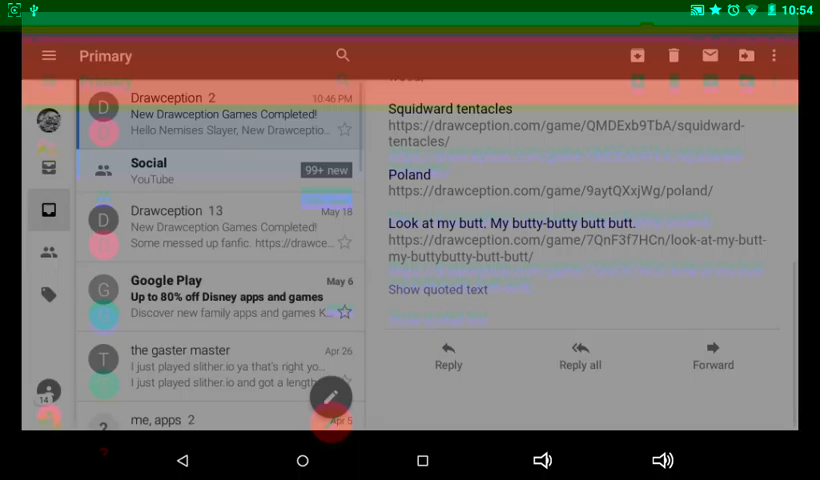 10:54
Primary
Drawception 2
10:46 PM
New Drawception Games Completed!
Hello Nemises Slayer, New Drawceptio...
Social
99+ new
YouTube
Drawception 13
May 18
New Drawception Games Completed!
Some messed up fanfic. https://drawce...
Google Play
May 6
Up to 80% off Disney apps and games
Discover new family apps and games K...
the gaster master
Apr 26
I just played slither.io ya that's right yo...
I just played slither.io and got a length
me, apps 2
Apr 5
D
D
G
T
?
14
Squidward tentacles
https://drawception.com/game/QMDExb9TbA/squidward-
tentacles/
Poland
https://drawception.com/game/9aytQXxjWg/poland/
Look at my butt. My butty-butty butt butt.
https://drawception.com/game/7QnF3f7HCn/look-at-my-butt-
my-buttybutty-butt-butt/
Show quoted text
Reply
Reply all
Forward